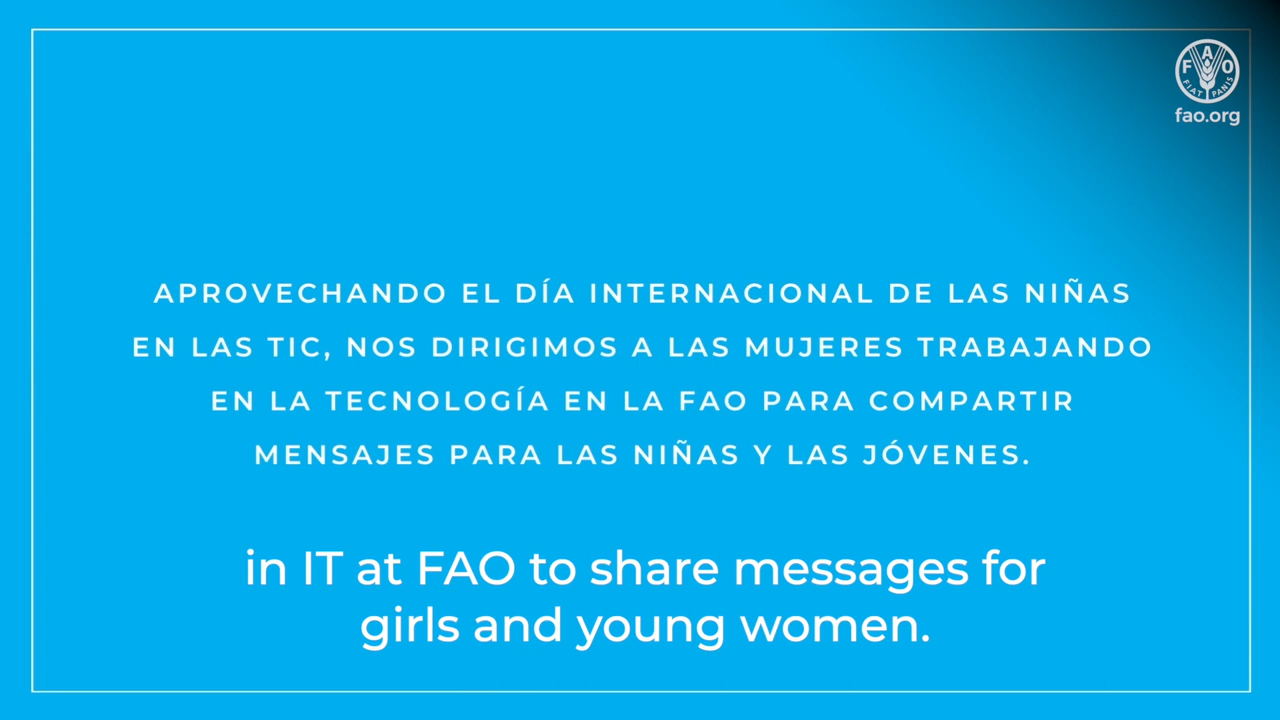 F A O
FIAT PANIS
fao.org
APROVECHANDO EL DÍA INTERNACIONAL DE LAS NIÑAS
EN LAS TIC, NOS DIRIGIMOS A LAS MUJERES TRABAJANDO
EN LA TECNOLOGÍA EN LA FAO PARA COMPARTIR
MENSAJES PARA LAS NIÑAS Y LAS JÓVENES.
in IT at FAO to share messages for
girls and young women.